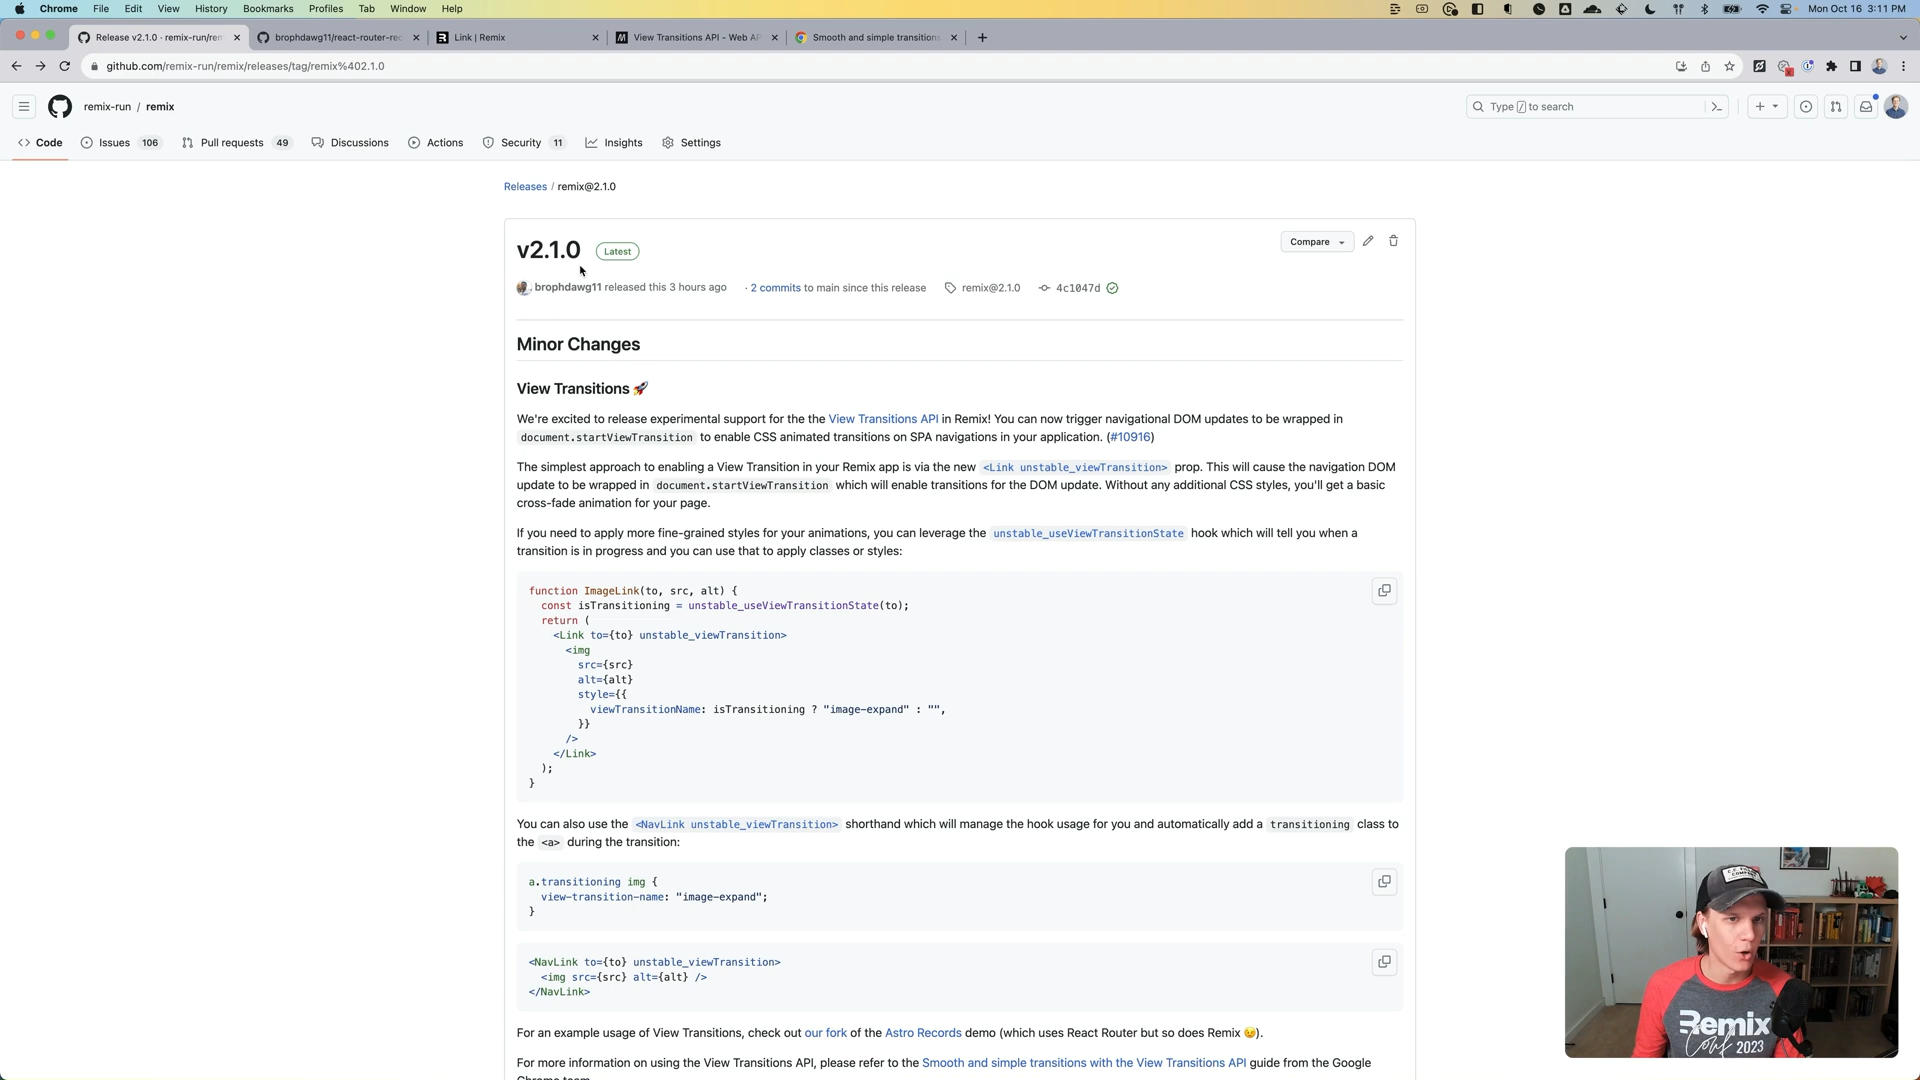 Chrome File Edit View History Bookmarks Profiles Tab Window Help Mon Oct 16 3:11 PM
Release v2.1.0 · remix-run/rem brophdawg11/react-router-rec Link | Remix View Transitions API - Web AP Smooth and simple transitions
github.com/remix-run/remix/releases/tag/remix%402.1.0
remix-run / remix Type / to search
Code Issues 106 Pull requests 49 Discussions Actions Security 11 Insights Settings
Releases / remix@2.1.0
v2.1.0 Latest Compare
brophdawg11 released this 3 hours ago · 2 commits to main since this release remix@2.1.0 4c1047d
Minor Changes
View Transitions 🚀
We're excited to release experimental support for the the View Transitions API in Remix! You can now trigger navigational DOM updates to be wrapped in
document.startViewTransition to enable CSS animated transitions on SPA navigations in your application. (#10916)
The simplest approach to enabling a View Transition in your Remix app is via the new <Link unstable_viewTransition> prop. This will cause the navigation DOM
update to be wrapped in document.startViewTransition which will enable transitions for the DOM update. Without any additional CSS styles, you'll get a basic
cross-fade animation for your page.
If you need to apply more fine-grained styles for your animations, you can leverage the unstable_useViewTransitionState hook which will tell you when a
transition is in progress and you can use that to apply classes or styles:
function ImageLink(to, src, alt) {
const isTransitioning = unstable_useViewTransitionState(to);
return (
<Link to={to} unstable_viewTransition>
<img
src={src}
alt={alt}
style={{
viewTransitionName: isTransitioning ? "image-expand" : "",
}}
/>
</Link>
);
}
You can also use the <NavLink unstable_viewTransition> shorthand which will manage the hook usage for you and automatically add a transitioning class to
the <a> during the transition:
a.transitioning img {
view-transition-name: "image-expand";
}
<NavLink to={to} unstable_viewTransition>
<img src={src} alt={alt} />
</NavLink>
For an example usage of View Transitions, check out our fork of the Astro Records demo (which uses React Router but so does Remix 😉).
For more information on using the View Transitions API, please refer to the Smooth and simple transitions with the View Transitions API guide from the Google
Chrome team.
Remix
Conf 2023